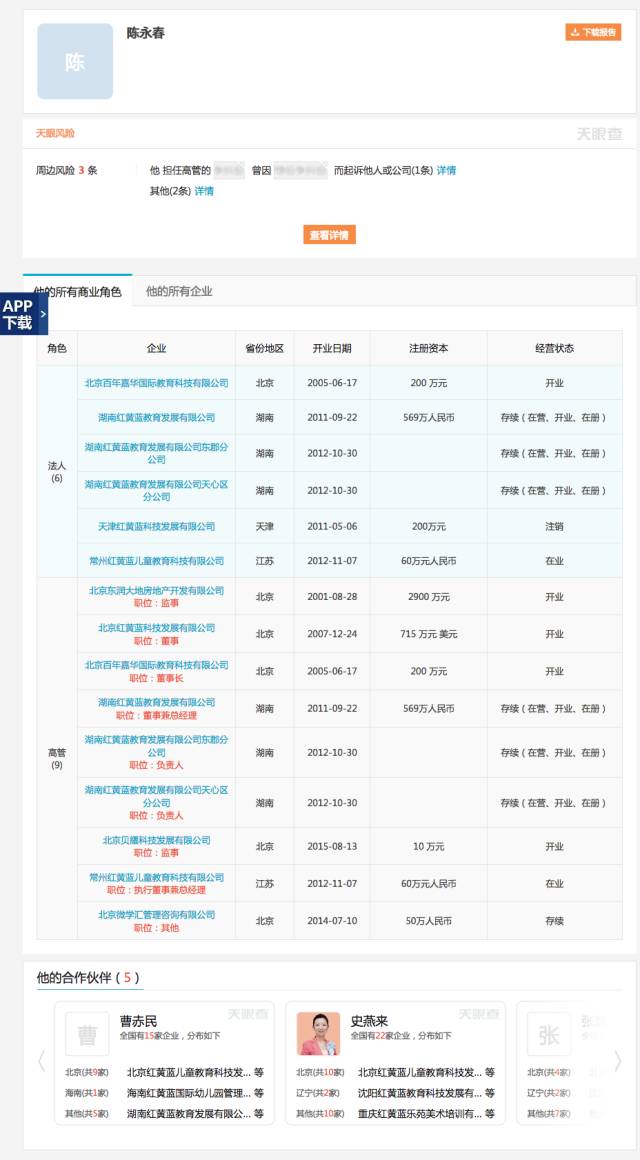 陈
陈永春
下载报告
天眼风险
天眼查
周边风险 3 条
他 担任高管的 曾因 而起诉他人或公司(1条) 详情
其他(2条) 详情
查看详情
他的所有商业角色 他的所有企业
APP
下载
角色 企业 省份地区 开业日期 注册资本 经营状态
法人
(6)
北京百年嘉华国际教育科技有限公司 北京 2005-06-17 200 万元 开业
湖南红黄蓝教育发展有限公司 湖南 2011-09-22 569万人民币 存续（在营、开业、在册）
湖南红黄蓝教育发展有限公司东郡分
公司 湖南 2012-10-30 存续（在营、开业、在册）
湖南红黄蓝教育发展有限公司天心区
分公司 湖南 2012-10-30 存续（在营、开业、在册）
天津红黄蓝科技发展有限公司 天津 2011-05-06 200万元 注销
常州红黄蓝儿童教育科技有限公司 江苏 2012-11-07 60万元人民币 在业
高管
(9)
北京东润大地房地产开发有限公司
职位：监事 北京 2001-08-28 2900 万元 开业
北京红黄蓝科技发展有限公司
职位：董事 北京 2007-12-24 715 万元 美元 开业
北京百年嘉华国际教育科技有限公司
职位：董事长 北京 2005-06-17 200 万元 开业
湖南红黄蓝教育发展有限公司
职位：董事兼总经理 湖南 2011-09-22 569万人民币 存续（在营、开业、在册）
湖南红黄蓝教育发展有限公司东郡分
公司
职位：负责人 湖南 2012-10-30 存续（在营、开业、在册）
湖南红黄蓝教育发展有限公司天心区
分公司
职位：负责人 湖南 2012-10-30 存续（在营、开业、在册）
北京贝耀科技发展有限公司
职位：监事 北京 2015-08-13 10 万元 开业
常州红黄蓝儿童教育科技有限公司
职位：执行董事兼总经理 江苏 2012-11-07 60万元人民币 在业
北京微学汇管理咨询有限公司
职位：其他 北京 2014-07-10 50万人民币 存续
他的合作伙伴（5）
曹
曹赤民
天眼查
全国有15家企业，分布如下
北京(共9家) 北京红黄蓝儿童教育科技发... 等
海南(共1家) 海南红黄蓝国际幼儿园管理... 等
其他(共5家) 湖南红黄蓝教育发展有限公... 等
史燕来
天眼查
全国有22家企业，分布如下
北京(共10家) 北京红黄蓝儿童教育科技发... 等
辽宁(共2家) 沈阳红黄蓝教育科技发展有... 等
其他(共10家) 重庆红黄蓝乐苑美术培训有... 等
张
北京(共4家)
辽宁(共2家)
其他(共7家)